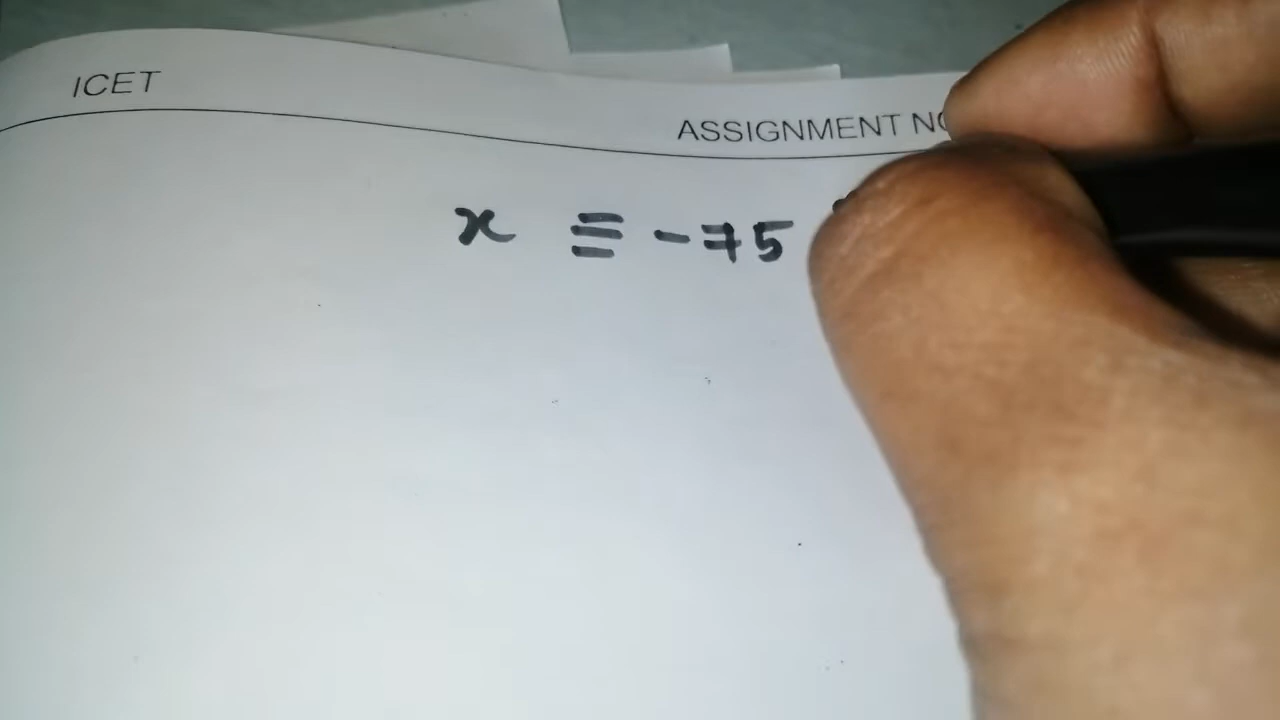 ICET
ASSIGNMENT
x ≡ -75